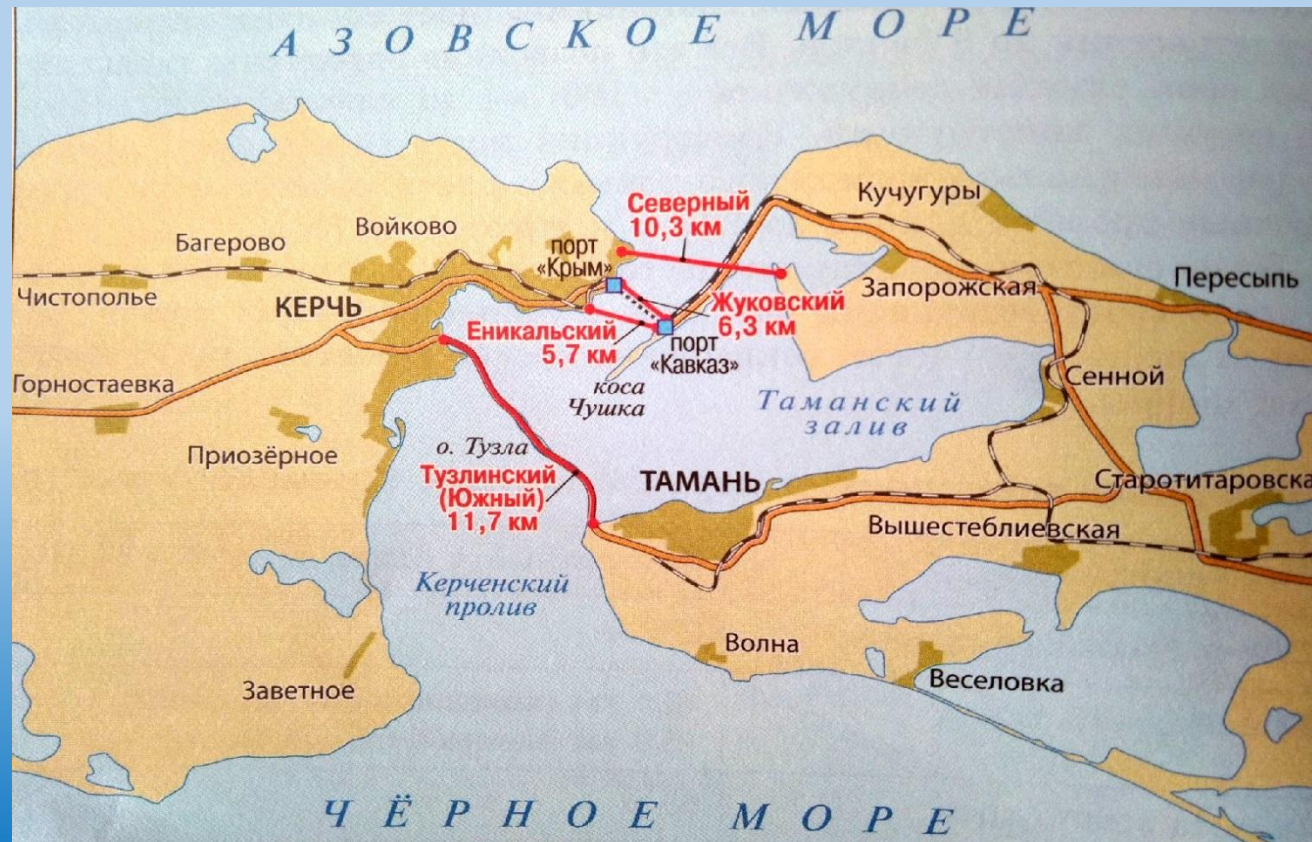 АЗОВСКОЕ МОРЕ
Кучугуры
Северный
10,3 км
Войково
Багерово
порт
«Крым»
Пересыпь
Чистополье
КЕРЧЬ
Запорожская
Жуковский
6,3 км
Еникальский
5,7 км
порт
«Кавказ»
Горностаевка
коса
Чушка
Сенной
Таманский
залив
Приозёрное
о. Тузла
Тузлинский
(Южный)
11,7 км
ТАМАНЬ
Старотитаровска
Вышестеблиевская
Керченский
пролив
Волна
Заветное
Веселовка
ЧЁРНОЕ МОРЕ